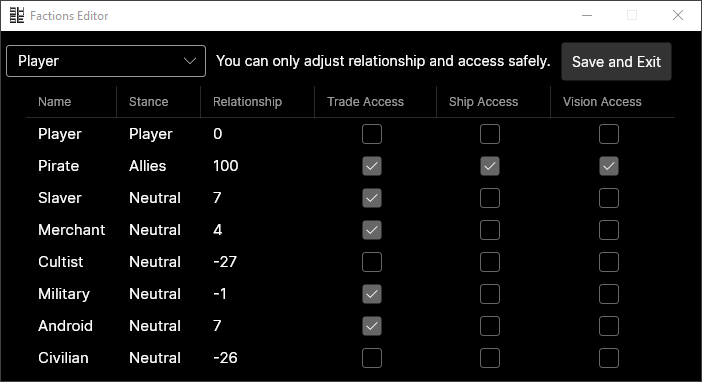 Factions Editor
Player You can only adjust relationship and access safely. Save and Exit
Name Stance Relationship Trade Access Ship Access Vision Access
Player Player 0
Pirate Allies 100
Slaver Neutral 7
Merchant Neutral 4
Cultist Neutral -27
Military Neutral -1
Android Neutral 7
Civilian Neutral -26